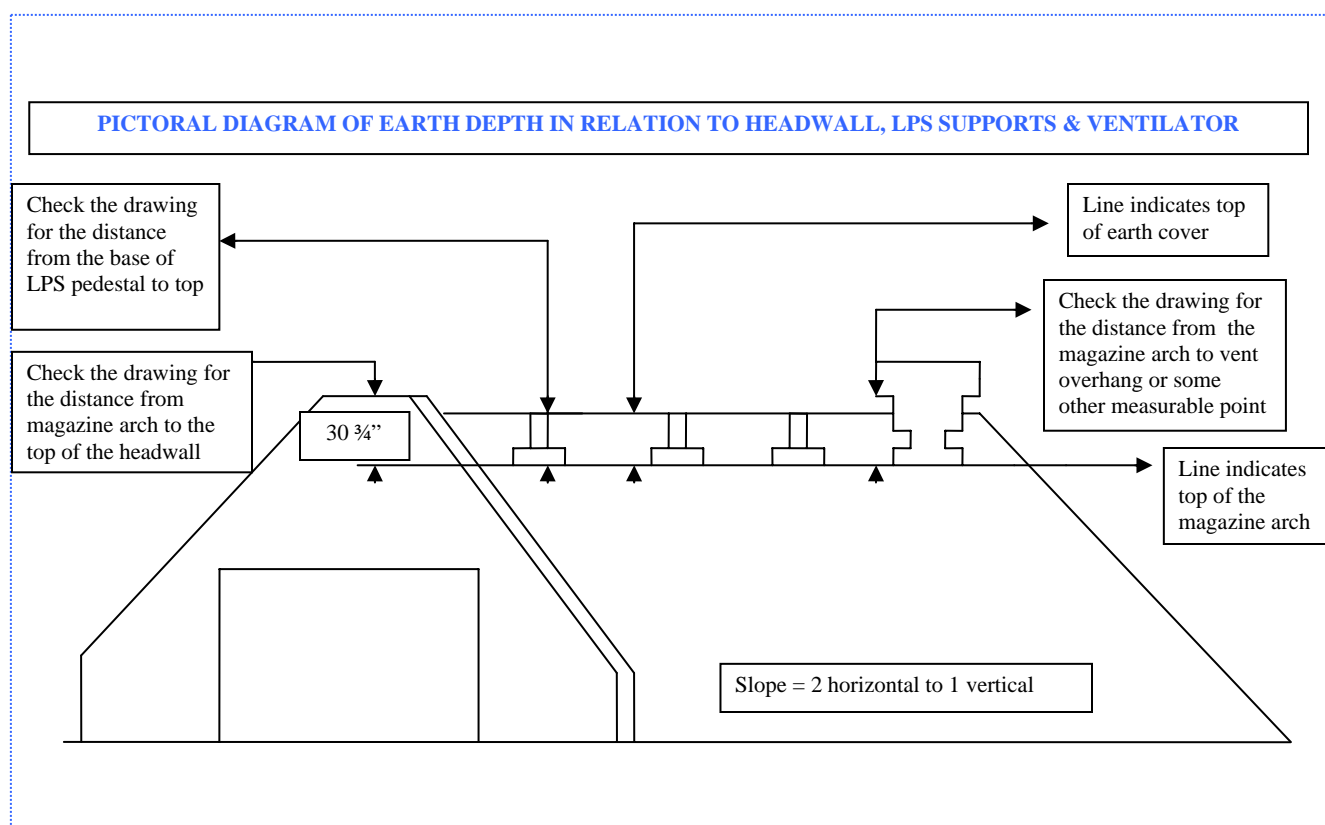 PICTORAL DIAGRAM OF EARTH DEPTH IN RELATION TO HEADWALL, LPS SUPPORTS & VENTILATOR
Check the drawing
for the distance
from the base of
LPS pedestal to top
Line indicates top
of earth cover
Check the drawing for
the distance from the
magazine arch to vent
overhang or some
other measurable point
Check the drawing for
the distance from
magazine arch to the
top of the headwall
30 ¾”
Line indicates
top of the
magazine arch
Slope = 2 horizontal to 1 vertical